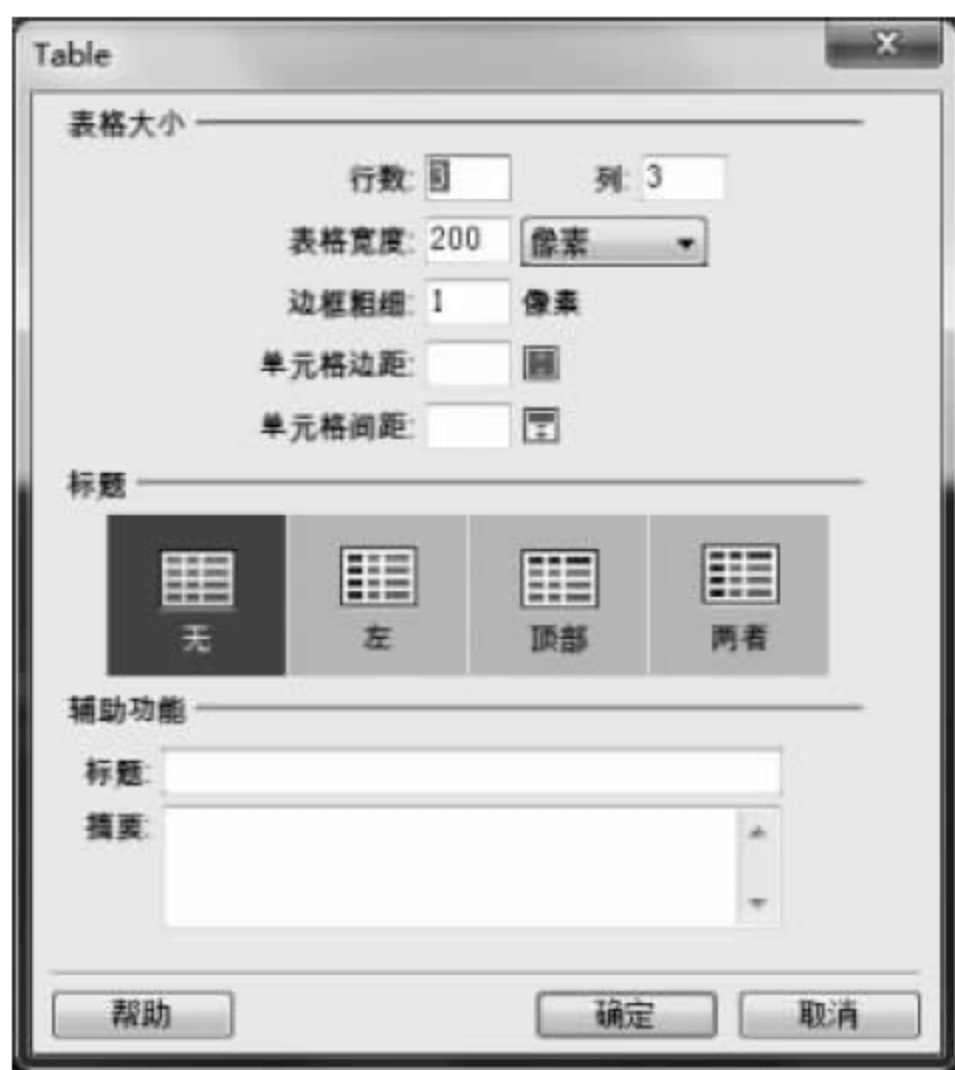 Table
表格大小
行数: 3 列: 3
表格宽度: 200 像素
边框粗细: 1 像素
单元格边距:
单元格间距:
标题
无 左 顶部 两者
辅助功能
标题:
摘要:
帮助 确定 取消